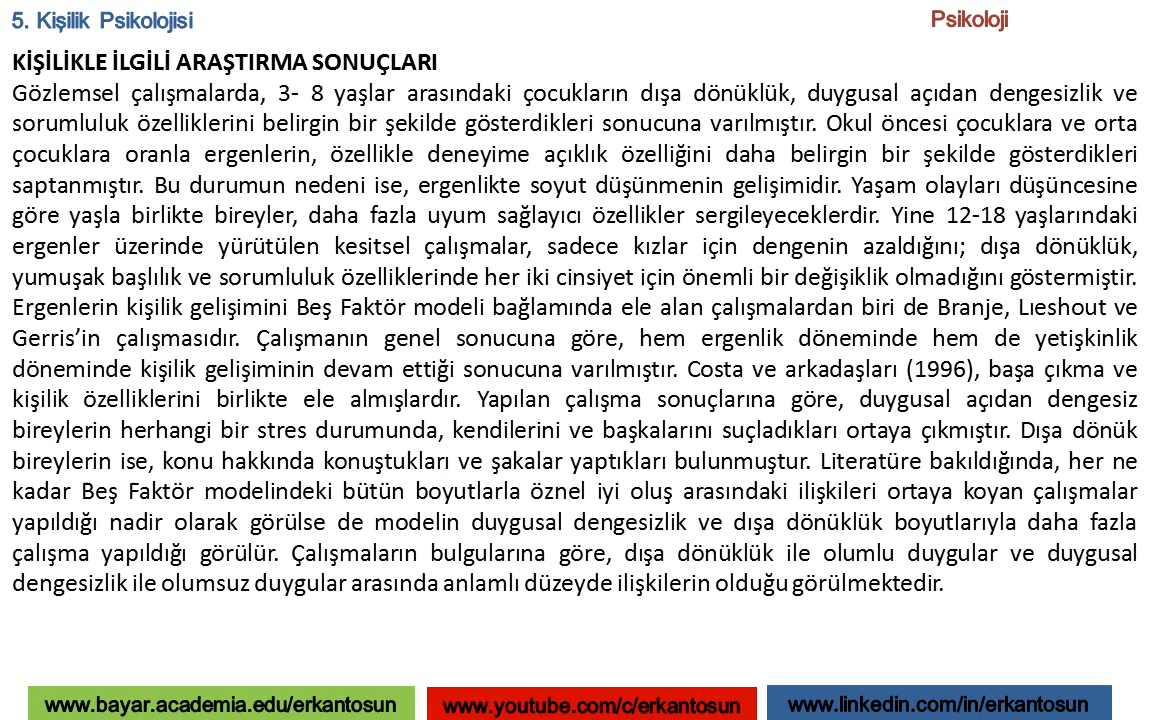 5. Kişilik Psikolojisi
Psikoloji
KİŞİLİKLE İLGİLİ ARAŞTIRMA SONUÇLARI
Gözlemsel çalışmalarda, 3- 8 yaşlar arasındaki çocukların dışa dönüklük, duygusal açıdan dengesizlik ve
sorumluluk özelliklerini belirgin bir şekilde gösterdikleri sonucuna varılmıştır. Okul öncesi çocuklara ve orta
çocuklara oranla ergenlerin, özellikle deneyime açıklık özelliğini daha belirgin bir şekilde gösterdikleri
saptanmıştır. Bu durumun nedeni ise, ergenlikte soyut düşünmenin gelişimidir. Yaşam olayları düşüncesine
göre yaşla birlikte bireyler, daha fazla uyum sağlayıcı özellikler sergileyeceklerdir. Yine 12-18 yaşlarındaki
ergenler üzerinde yürütülen kesitsel çalışmalar, sadece kızlar için dengenin azaldığını; dışa dönüklük,
yumuşak başlılık ve sorumluluk özelliklerinde her iki cinsiyet için önemli bir değişiklik olmadığını göstermiştir.
Ergenlerin kişilik gelişimini Beş Faktör modeli bağlamında ele alan çalışmalardan biri de Branje, Lıeshout ve
Gerris’in çalışmasıdır. Çalışmanın genel sonucuna göre, hem ergenlik döneminde hem de yetişkinlik
döneminde kişilik gelişiminin devam ettiği sonucuna varılmıştır. Costa ve arkadaşları (1996), başa çıkma ve
kişilik özelliklerini birlikte ele almışlardır. Yapılan çalışma sonuçlarına göre, duygusal açıdan dengesiz
bireylerin herhangi bir stres durumunda, kendilerini ve başkalarını suçladıkları ortaya çıkmıştır. Dışa dönük
bireylerin ise, konu hakkında konuştukları ve şakalar yaptıkları bulunmuştur. Literatüre bakıldığında, her ne
kadar Beş Faktör modelindeki bütün boyutlarla öznel iyi oluş arasındaki ilişkileri ortaya koyan çalışmalar
yapıldığı nadir olarak görülse de modelin duygusal dengesizlik ve dışa dönüklük boyutlarıyla daha fazla
çalışma yapıldığı görülür. Çalışmaların bulgularına göre, dışa dönüklük ile olumlu duygular ve duygusal
dengesizlik ile olumsuz duygular arasında anlamlı düzeyde ilişkilerin olduğu görülmektedir.
www.bayar.academia.edu/erkantosun
www.youtube.com/c/erkantosun
www.linkedin.com/in/erkantosun